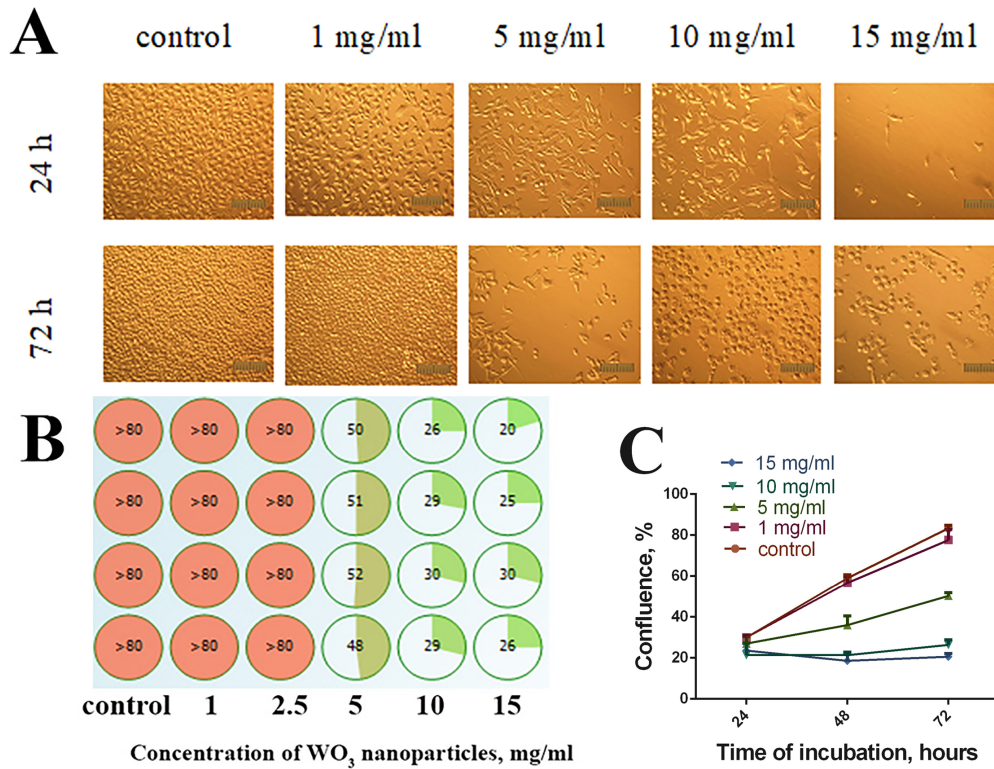 A
control 1 mg/ml 5 mg/ml 10 mg/ml 15 mg/ml
24 h
72 h
B
>80 >80 >80 50 26 20
>80 >80 >80 51 29 25
>80 >80 >80 52 30 30
>80 >80 >80 48 29 26
control 1 2.5 5 10 15
Concentration of WO₃ nanoparticles, mg/ml
C
15 mg/ml
10 mg/ml
5 mg/ml
1 mg/ml
control
100
80
60
40
20
0
Confluence, %
24 48 72
Time of incubation, hours